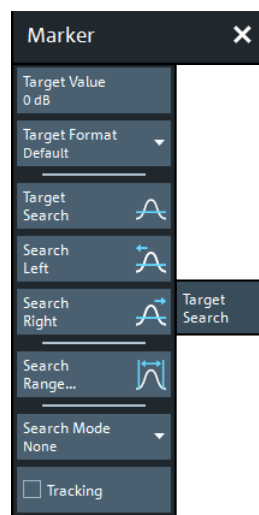 Marker
Target Value
0 dB
Target Format
Default
Target
Search
Search
Left
Search
Right
Target
Search
Search
Range...
Search Mode
None
Tracking